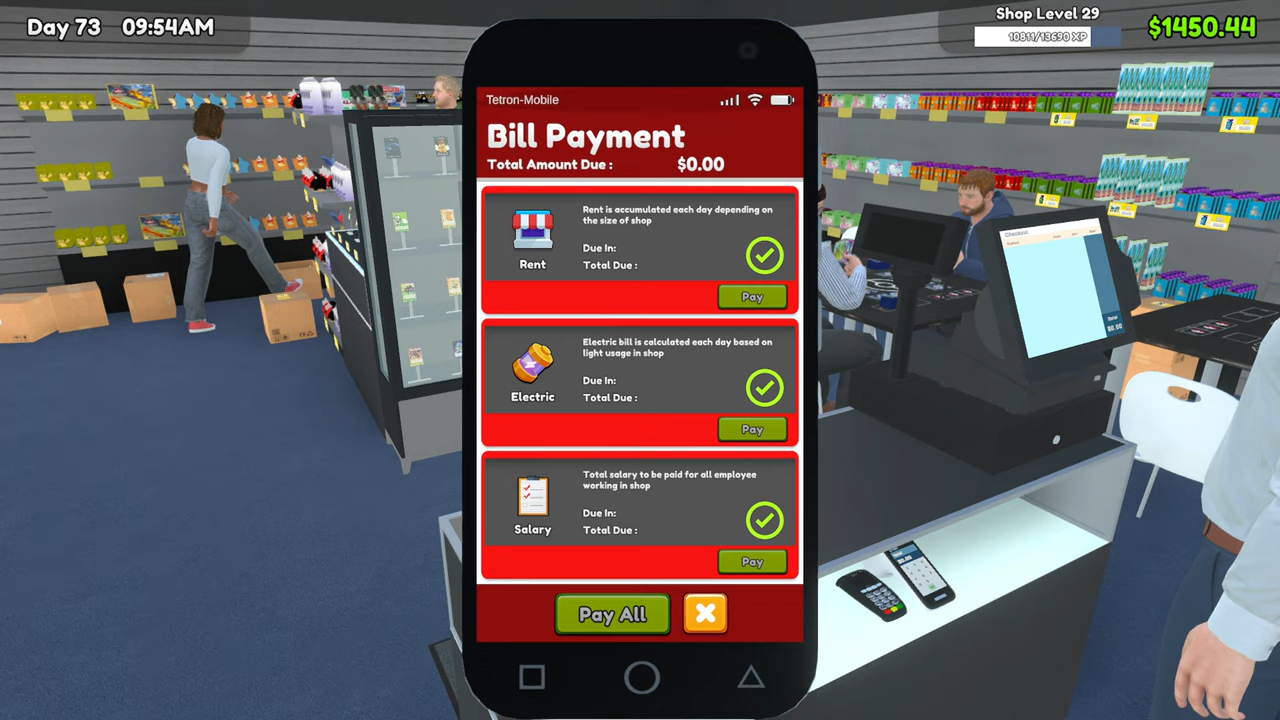 Day 73 09:54AM
Shop Level 29
10811/13690 XP
$1450.44
Tetron-Mobile
Bill Payment
Total Amount Due : $0.00
Rent is accumulated each day depending on
the size of shop
Due In:
Total Due :
Rent
Pay
Electric bill is calculated each day based on
light usage in shop
Due In:
Total Due :
Electric
Pay
Total salary to be paid for all employee
working in shop
Due In:
Total Due :
Salary
Pay
Pay All
Checkout
$0.00